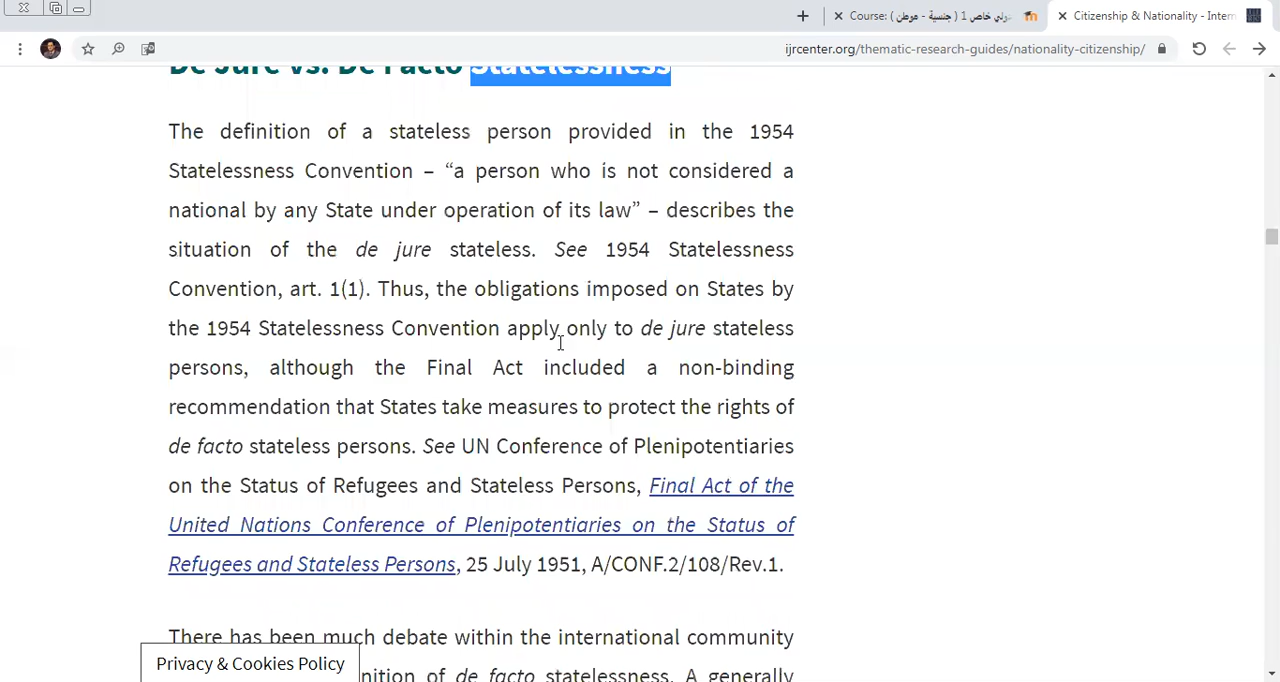 Course: ( جنسية - موطن ) 1 دولي خاص
Citizenship & Nationality - Intern
ijrcenter.org/thematic-research-guides/nationality-citizenship/
De Jure vs. De Facto Statelessness
The definition of a stateless person provided in the 1954
Statelessness Convention – “a person who is not considered a
national by any State under operation of its law” – describes the
situation of the de jure stateless. See 1954 Statelessness
Convention, art. 1(1). Thus, the obligations imposed on States by
the 1954 Statelessness Convention apply only to de jure stateless
persons, although the Final Act included a non-binding
recommendation that States take measures to protect the rights of
de facto stateless persons. See UN Conference of Plenipotentiaries
on the Status of Refugees and Stateless Persons, Final Act of the
United Nations Conference of Plenipotentiaries on the Status of
Refugees and Stateless Persons, 25 July 1951, A/CONF.2/108/Rev.1.
There has been much debate within the international community
nition of de facto statelessness. A generally
Privacy & Cookies Policy